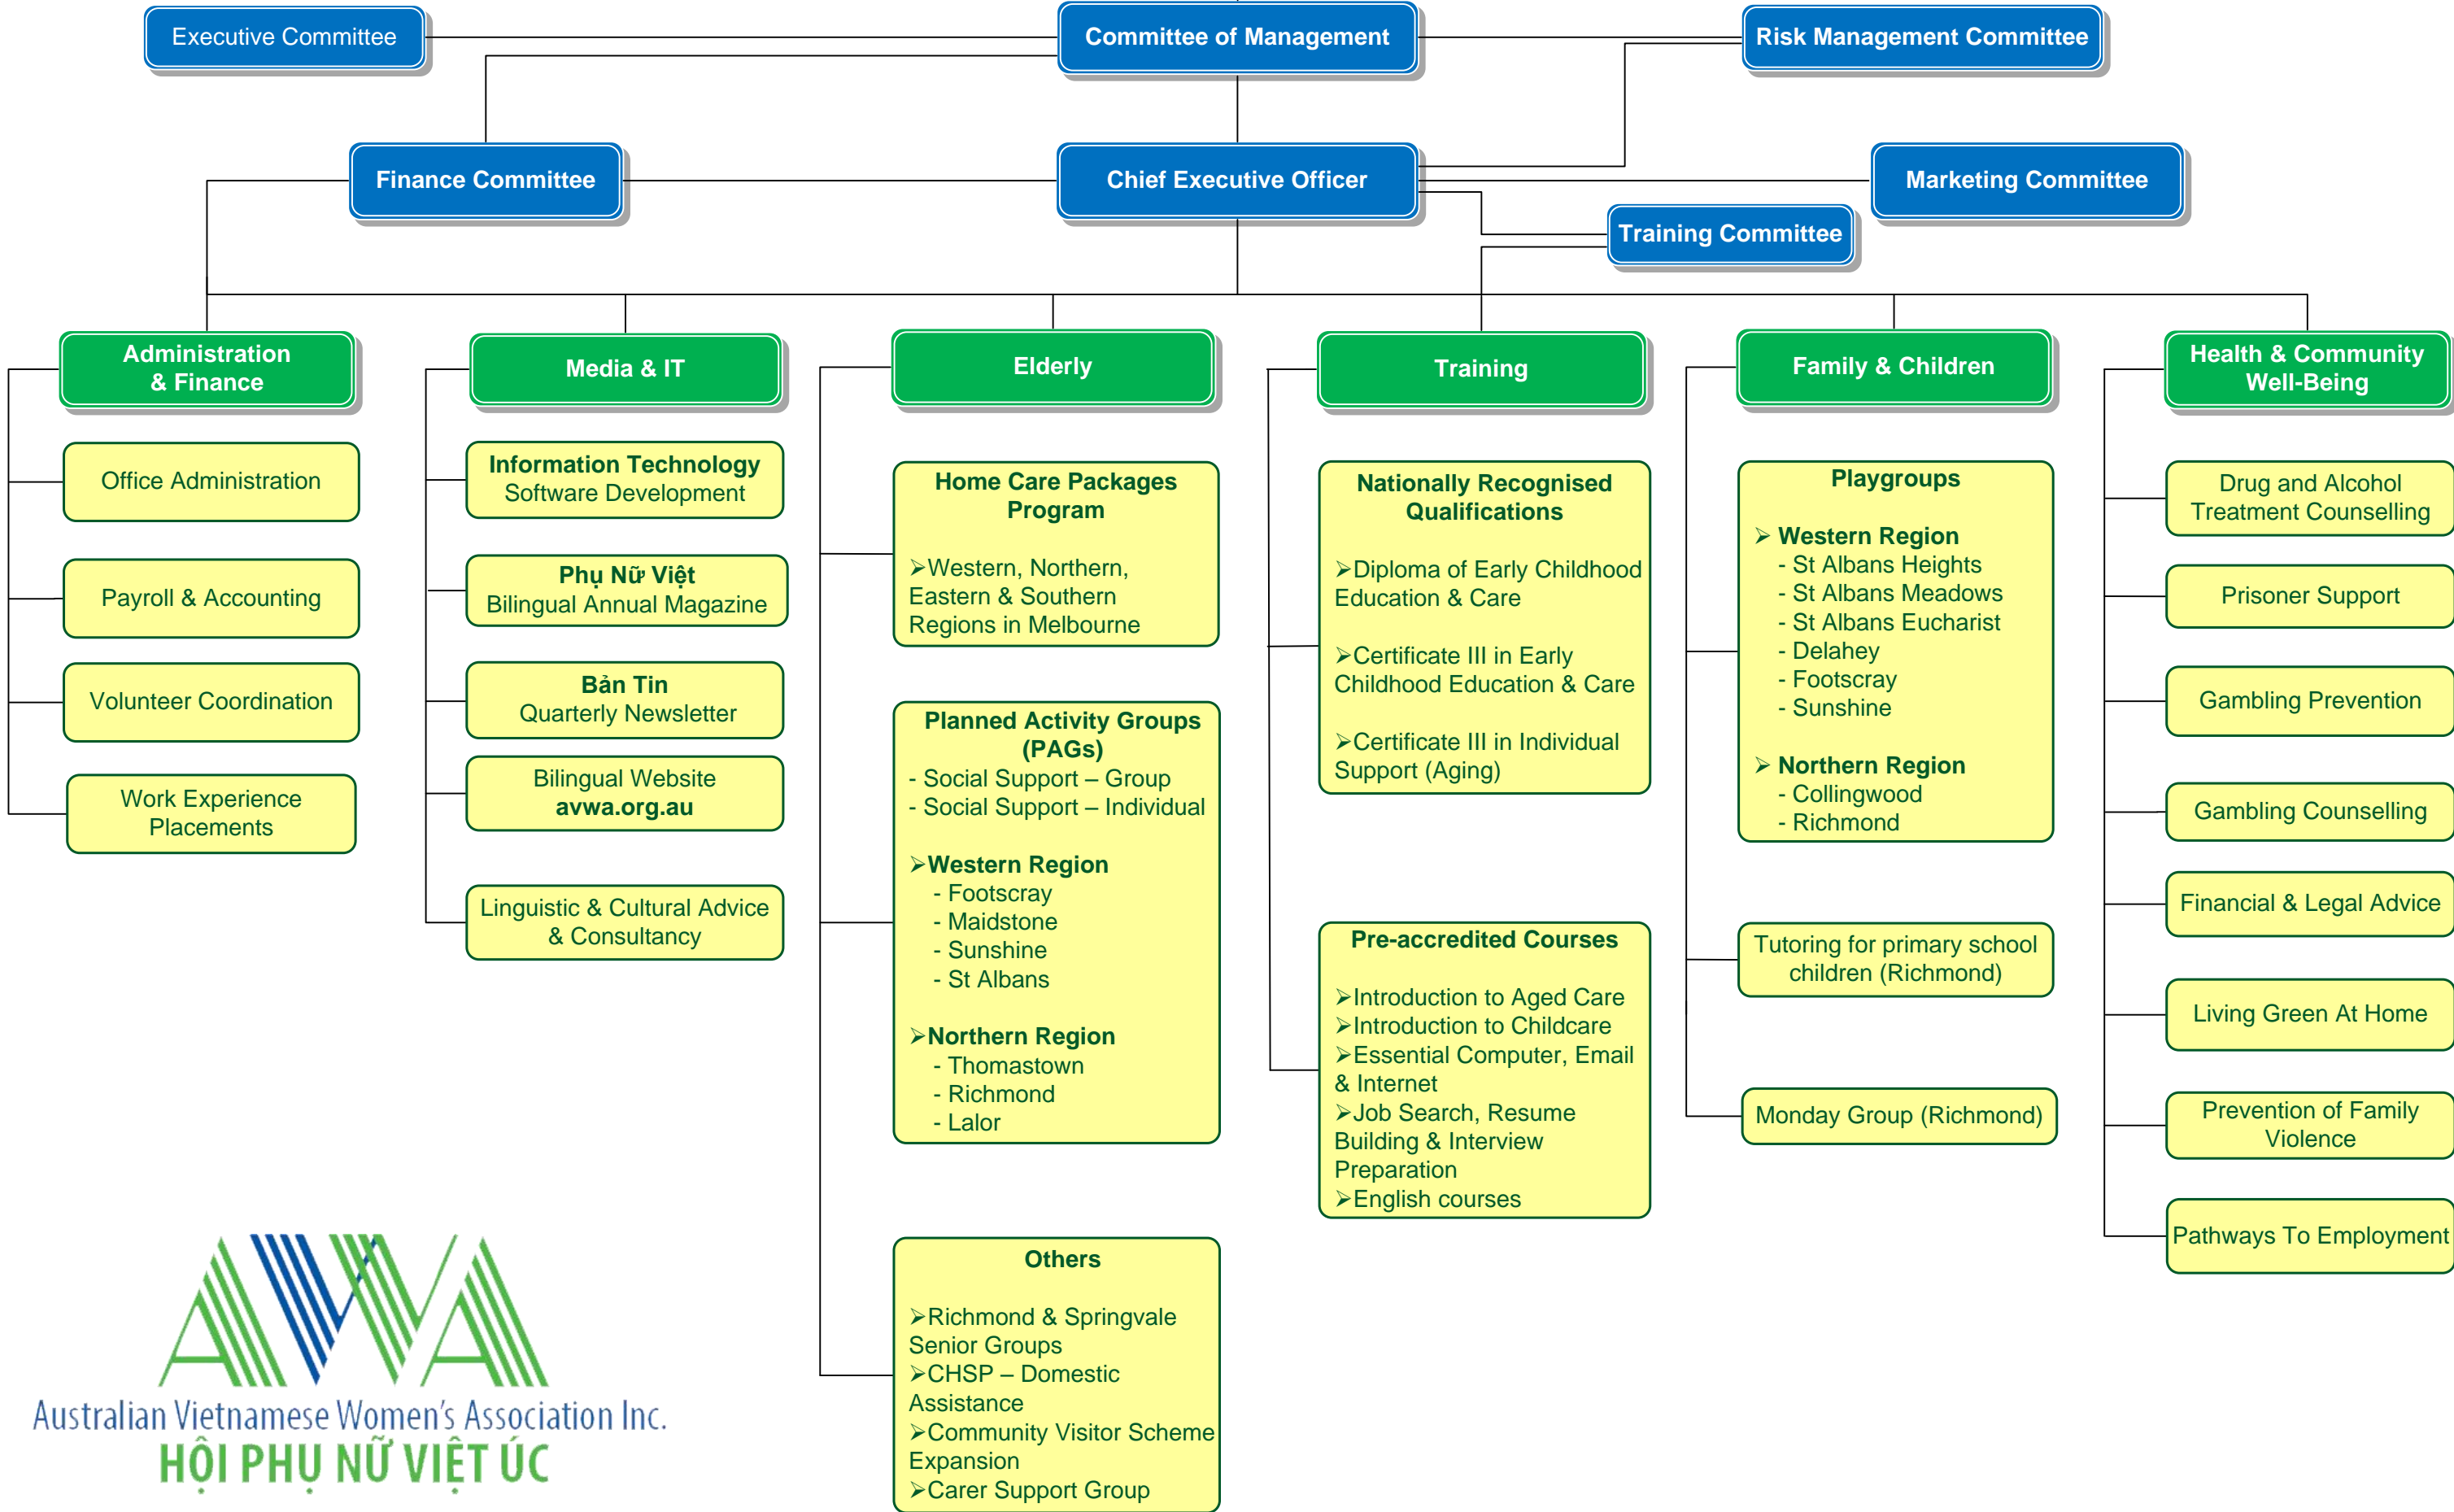 Executive Committee
Committee of Management
Risk Management Committee
Finance Committee
Chief Executive Officer
Marketing Committee
Training Committee
Administration
& Finance
Office Administration
Payroll & Accounting
Volunteer Coordination
Work Experience
Placements
Media & IT
Information Technology
Software Development
Phụ Nữ Việt
Bilingual Annual Magazine
Bản Tin
Quarterly Newsletter
Bilingual Website
avwa.org.au
Linguistic & Cultural Advice
& Consultancy
Elderly
Home Care Packages
Program
➢Western, Northern,
Eastern & Southern
Regions in Melbourne
Planned Activity Groups
(PAGs)
- Social Support – Group
- Social Support – Individual
➢Western Region
- Footscray
- Maidstone
- Sunshine
- St Albans
➢Northern Region
- Thomastown
- Richmond
- Lalor
Others
➢Richmond & Springvale
Senior Groups
➢CHSP – Domestic
Assistance
➢Community Visitor Scheme
Expansion
➢Carer Support Group
Training
Nationally Recognised
Qualifications
➢Diploma of Early Childhood
Education & Care
➢Certificate III in Early
Childhood Education & Care
➢Certificate III in Individual
Support (Aging)
Pre-accredited Courses
➢Introduction to Aged Care
➢Introduction to Childcare
➢Essential Computer, Email
& Internet
➢Job Search, Resume
Building & Interview
Preparation
➢English courses
Family & Children
Playgroups
➢ Western Region
- St Albans Heights
- St Albans Meadows
- St Albans Eucharist
- Delahey
- Footscray
- Sunshine
➢ Northern Region
- Collingwood
- Richmond
Tutoring for primary school
children (Richmond)
Monday Group (Richmond)
Health & Community
Well-Being
Drug and Alcohol
Treatment Counselling
Prisoner Support
Gambling Prevention
Gambling Counselling
Financial & Legal Advice
Living Green At Home
Prevention of Family
Violence
Pathways To Employment
AVWA
Australian Vietnamese Women's Association Inc.
HỘI PHỤ NỮ VIỆT ÚC